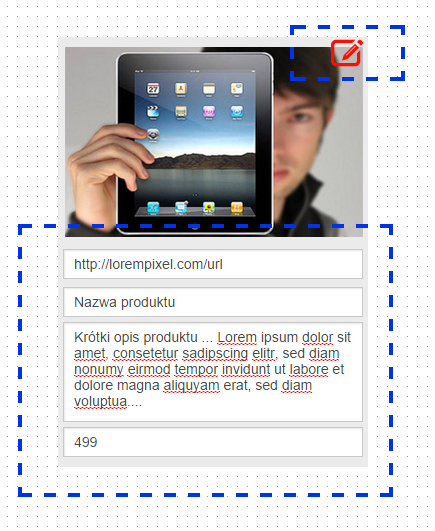 http://lorempixel.com/url
Nazwa produktu
Krótki opis produktu ... Lorem ipsum dolor sit
amet, consetetur sadipscing elitr, sed diam
nonumy eirmod tempor invidunt ut labore et
dolore magna aliquyam erat, sed diam
voluptua....
499